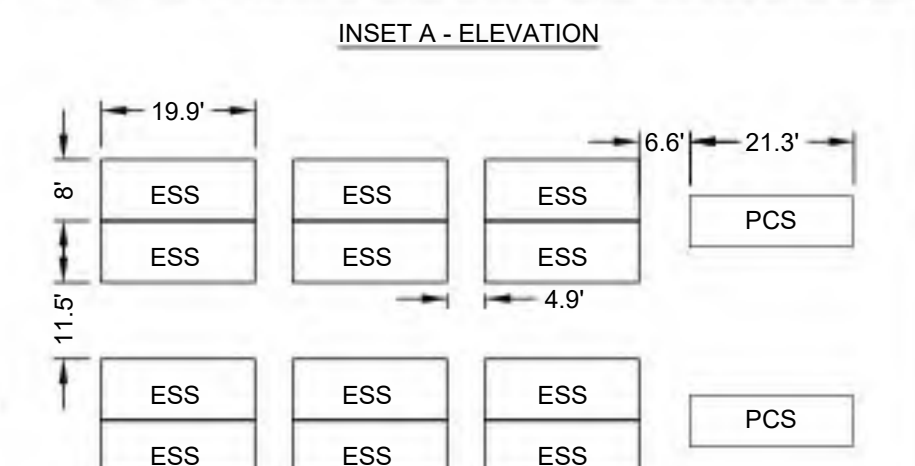 INSET A - ELEVATION
19.9'
6.6' 21.3'
8'
ESS ESS ESS
PCS
ESS ESS ESS
4.9'
11.5'
ESS ESS ESS
PCS
ESS ESS ESS